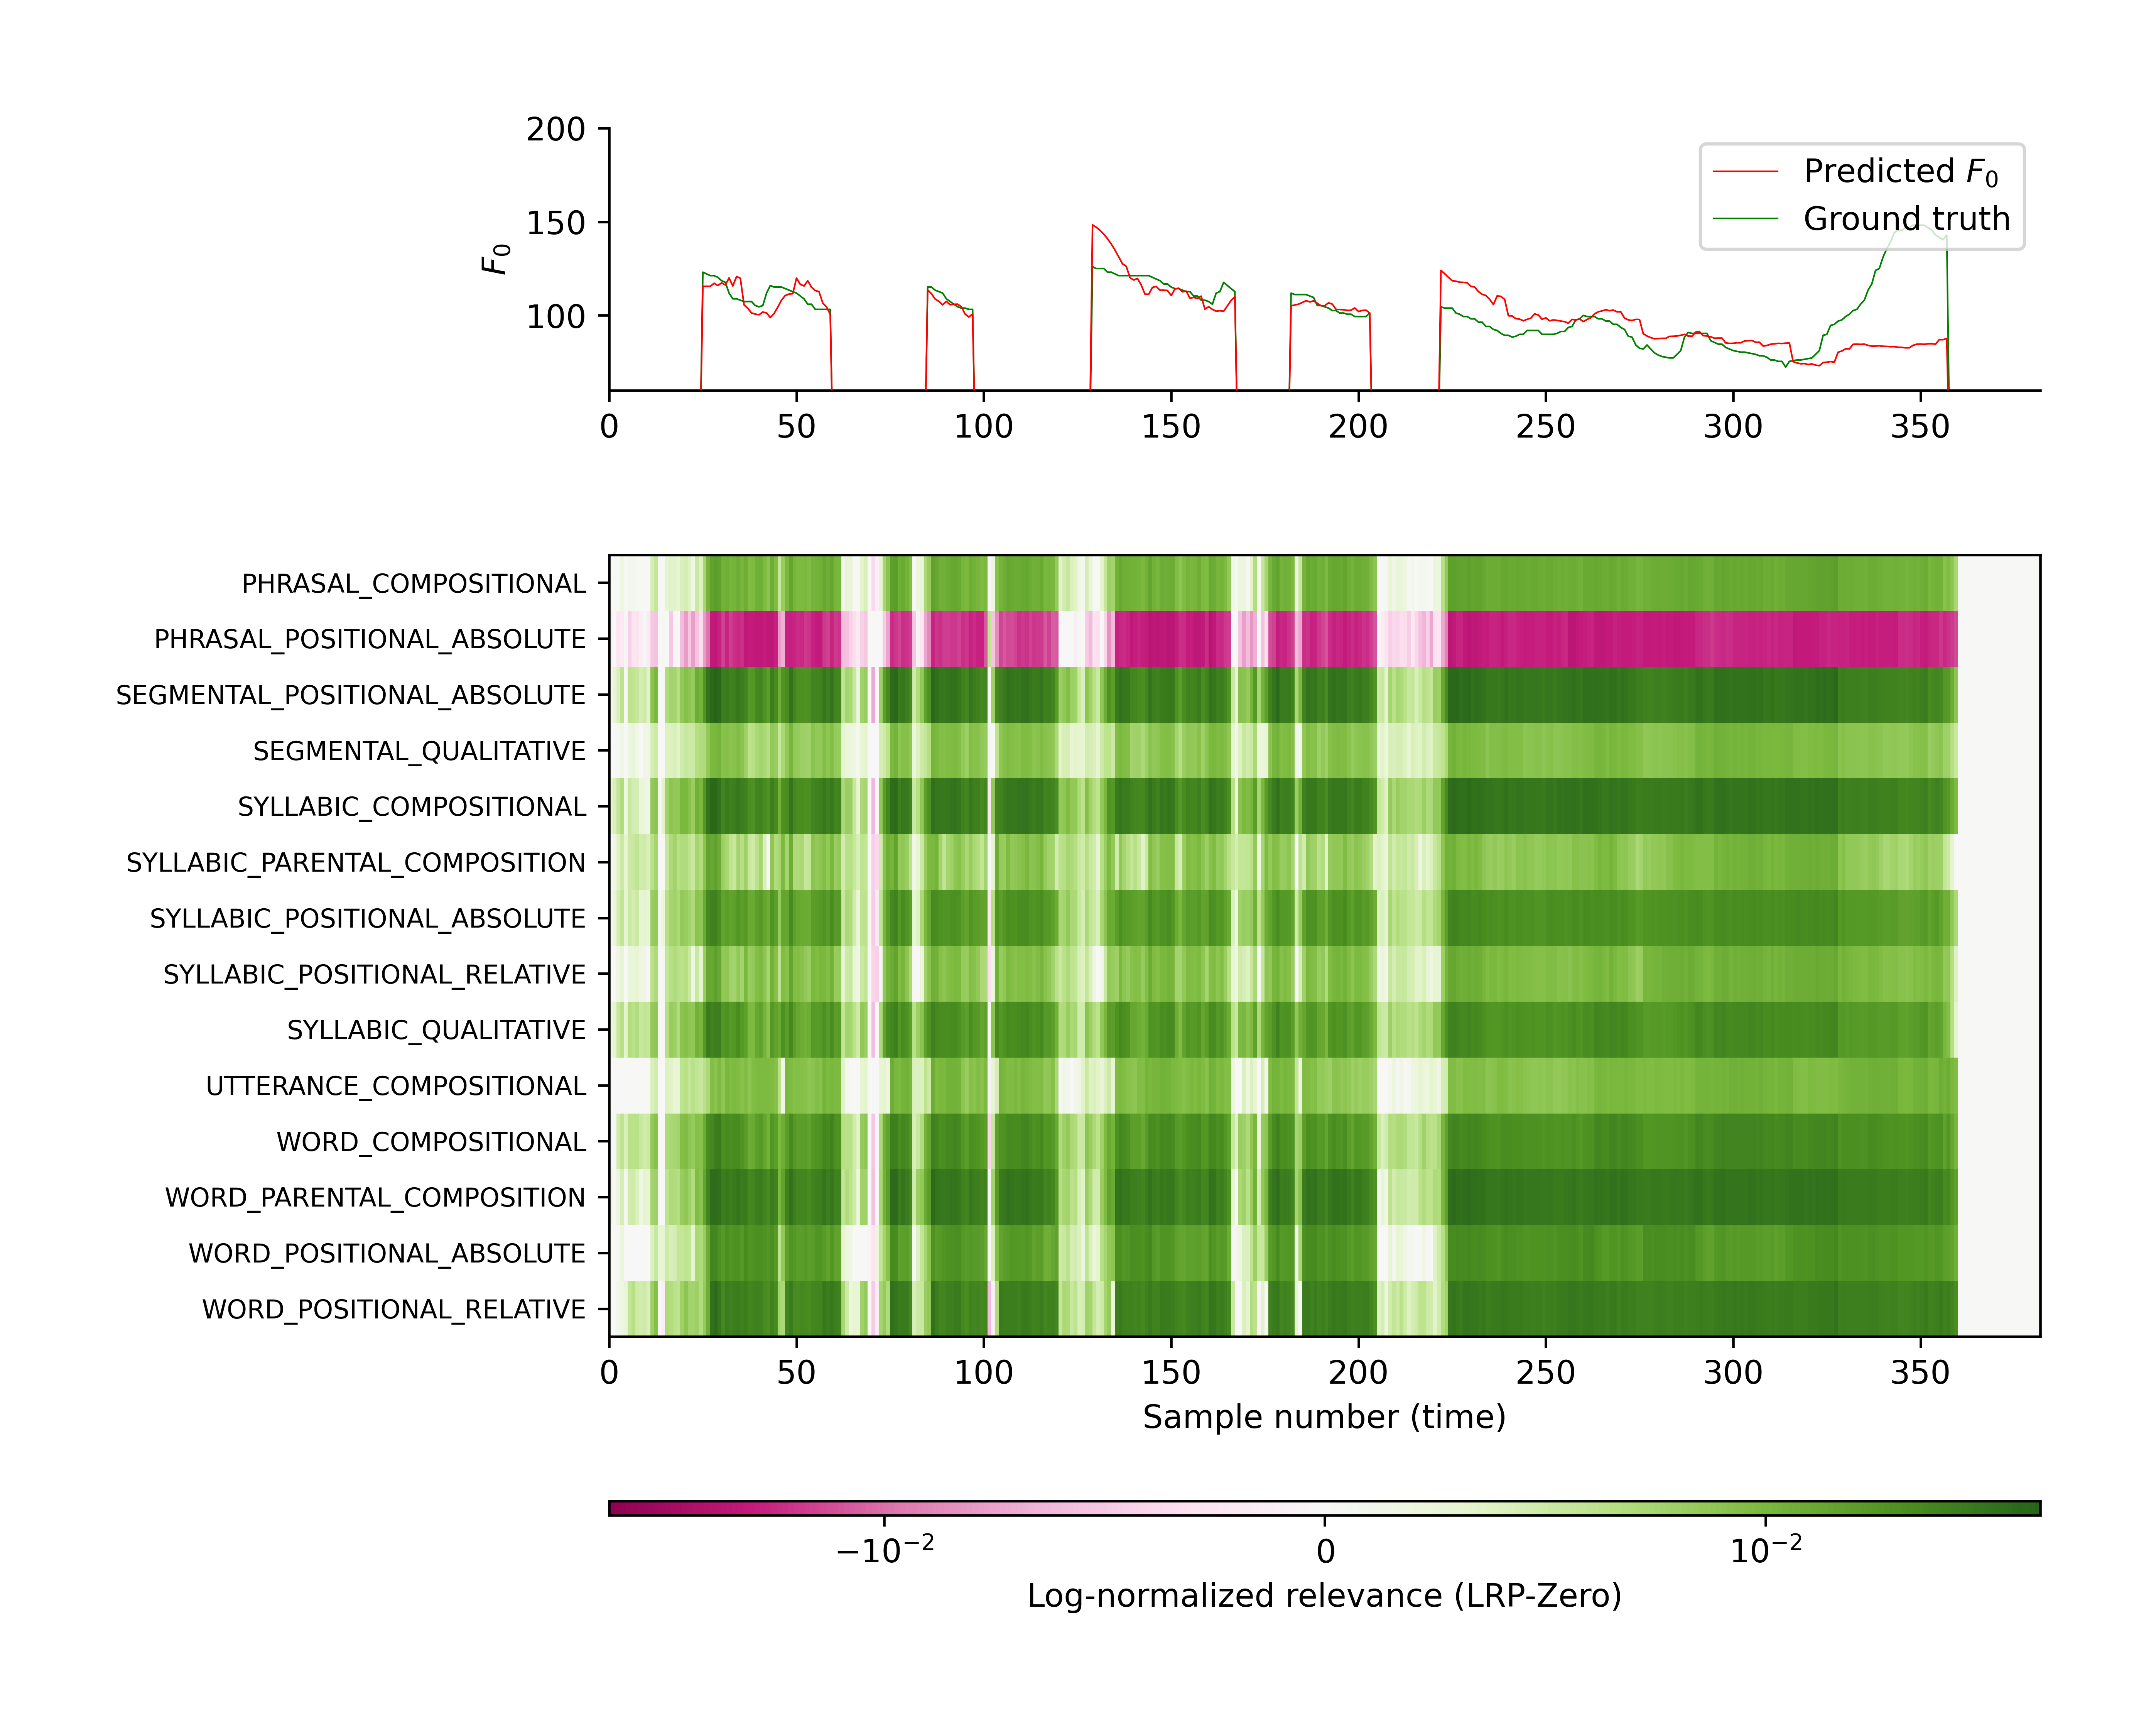 200
150
100
F0
Predicted F0
Ground truth
0 50 100 150 200 250 300 350
PHRASAL_COMPOSITIONAL
PHRASAL_POSITIONAL_ABSOLUTE
SEGMENTAL_POSITIONAL_ABSOLUTE
SEGMENTAL_QUALITATIVE
SYLLABIC_COMPOSITIONAL
SYLLABIC_PARENTAL_COMPOSITION
SYLLABIC_POSITIONAL_ABSOLUTE
SYLLABIC_POSITIONAL_RELATIVE
SYLLABIC_QUALITATIVE
UTTERANCE_COMPOSITIONAL
WORD_COMPOSITIONAL
WORD_PARENTAL_COMPOSITION
WORD_POSITIONAL_ABSOLUTE
WORD_POSITIONAL_RELATIVE
0 50 100 150 200 250 300 350
Sample number (time)
−10⁻² 0 10⁻²
Log-normalized relevance (LRP-Zero)